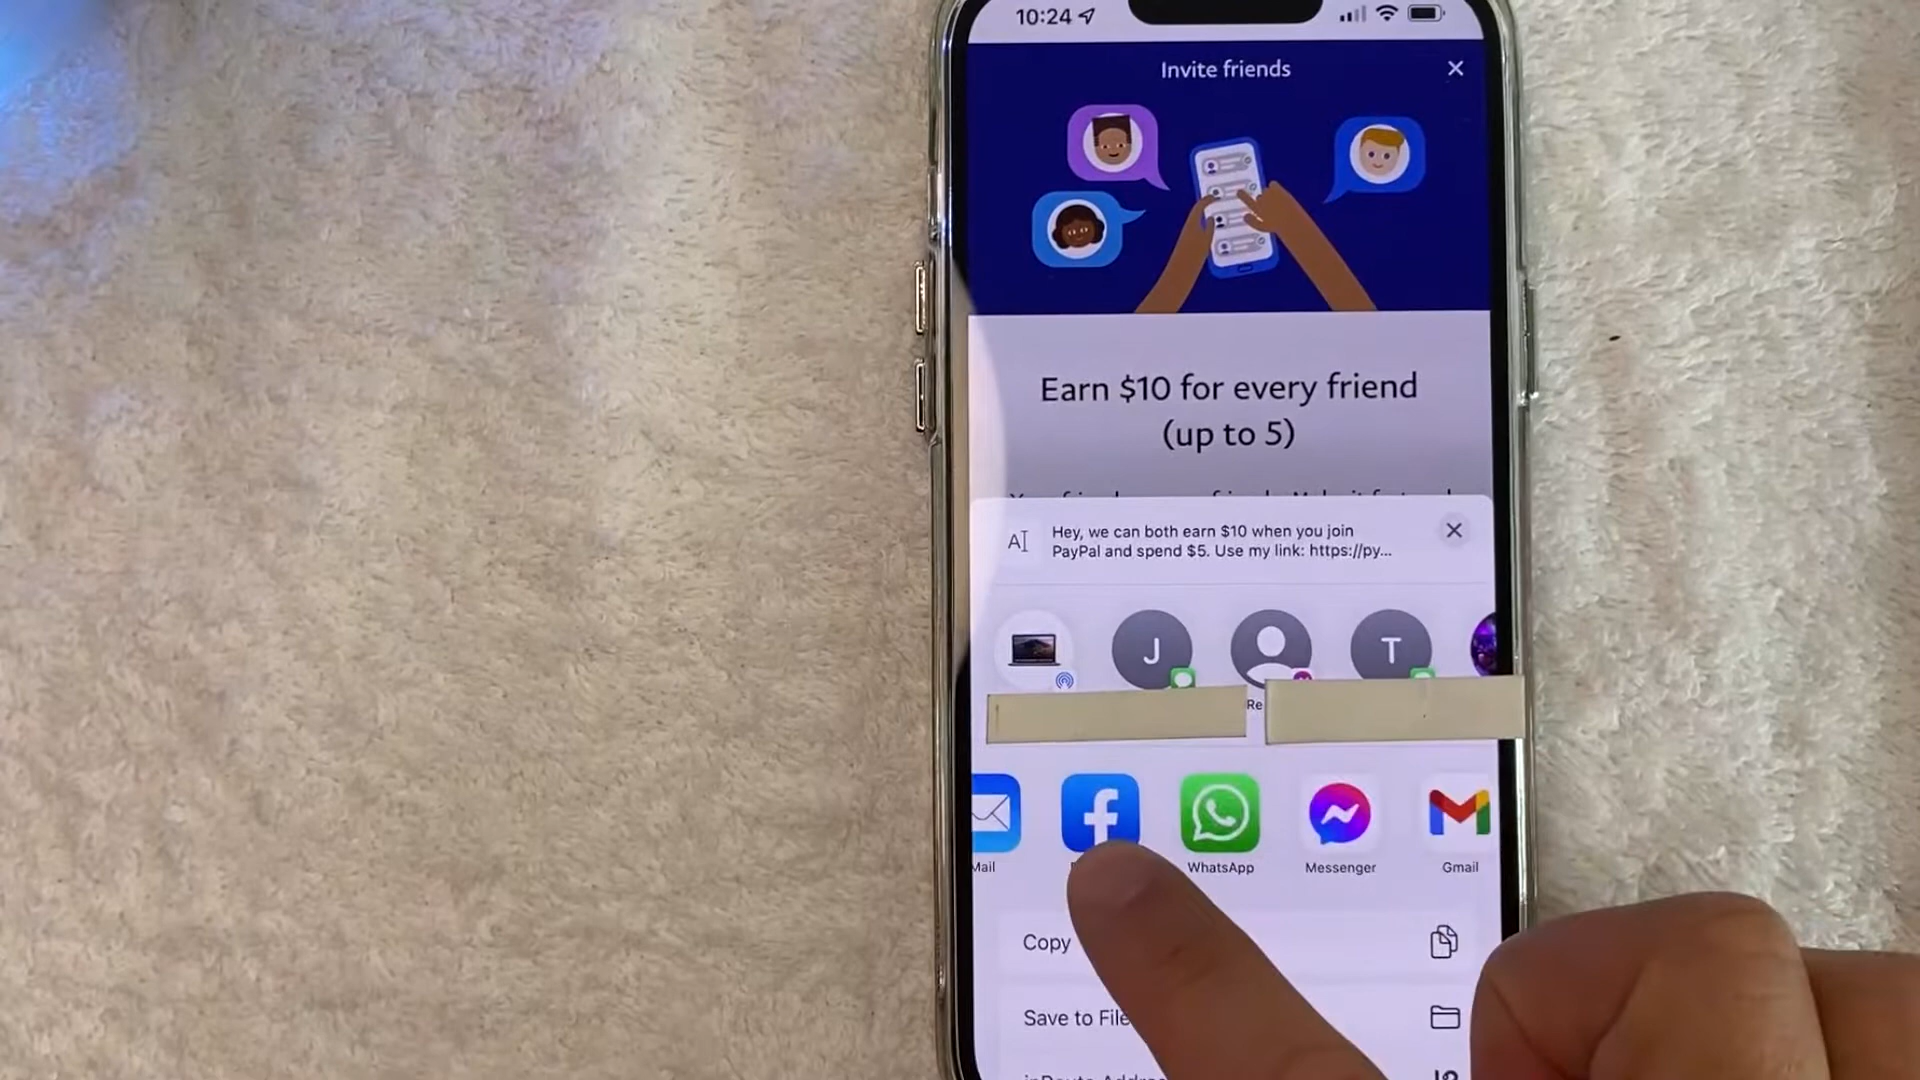 10:24
Invite friends
Earn $10 for every friend
(up to 5)
Hey, we can both earn $10 when you join
PayPal and spend $5. Use my link: https://py...
J
T
Re
Mail
WhatsApp
Messenger
Gmail
Copy
Save to File